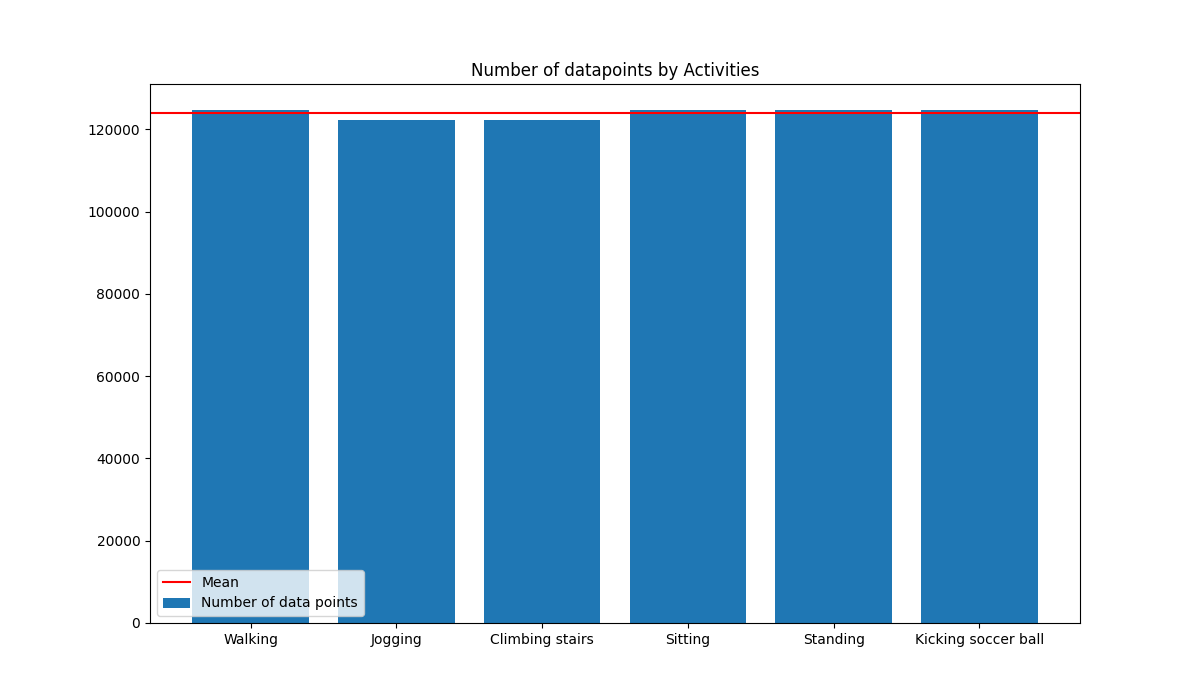 Number of datapoints by Activities
120000
100000
80000
60000
40000
20000
0
Mean
Number of data points
Walking Jogging Climbing stairs Sitting Standing Kicking soccer ball